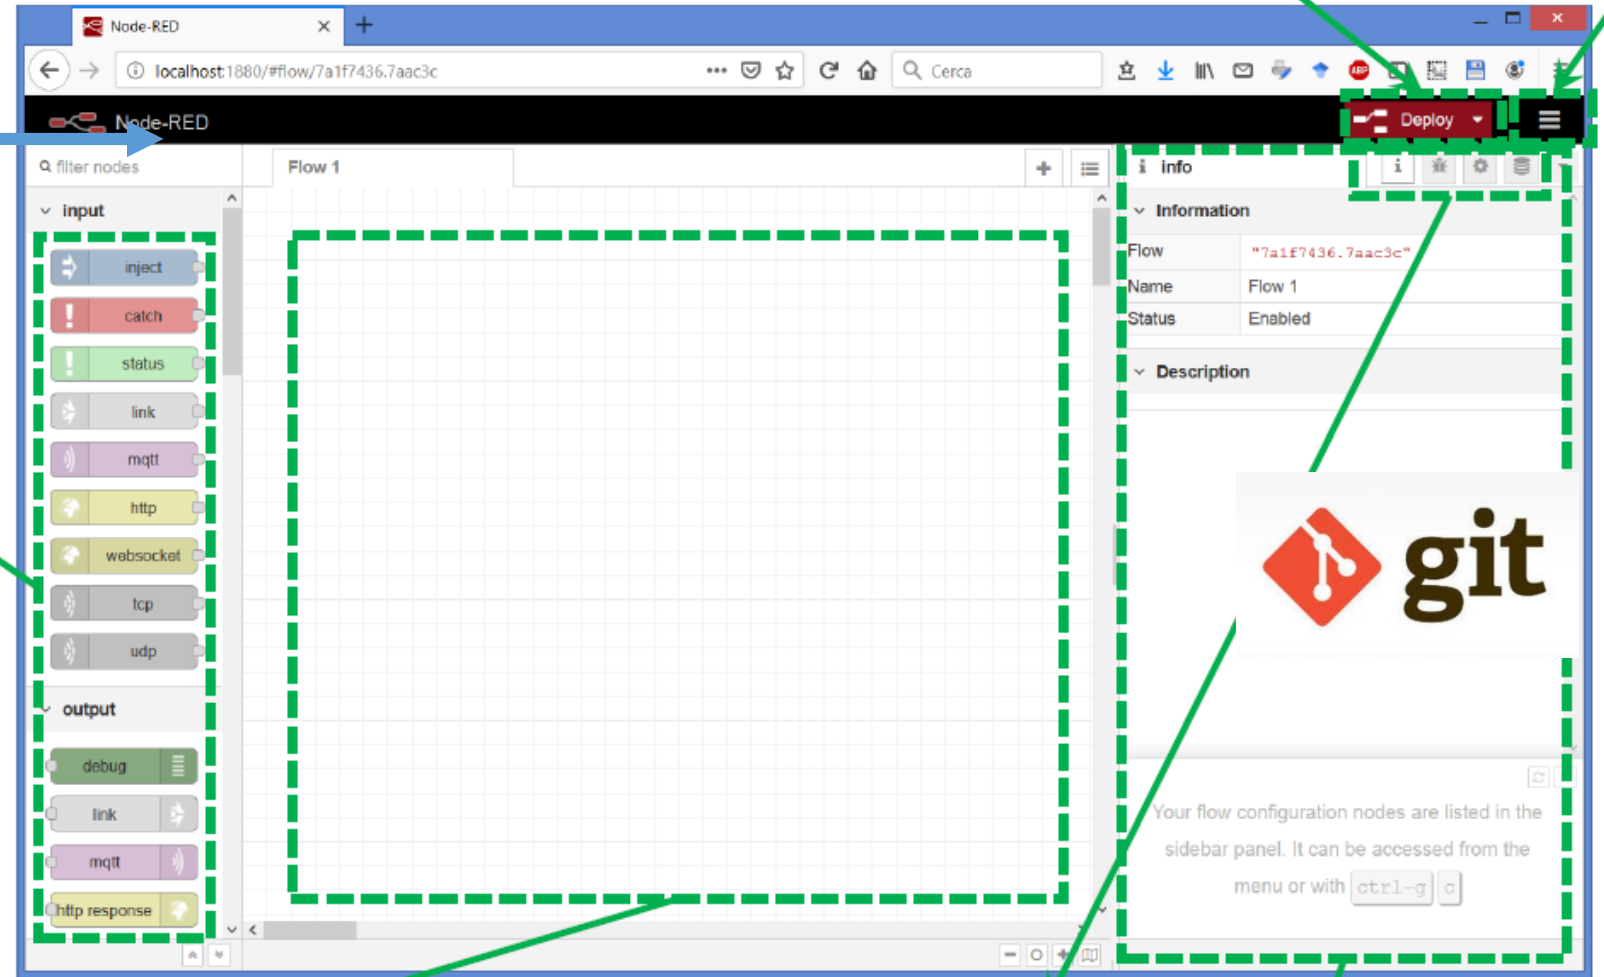 Node-RED
localhost:1880/#flow/7a1f7436.7aac3c
Cerca
ABP
Node-RED
Deploy
filter nodes
Flow 1
i info
i
input
Information
inject
Flow "7a1f7436.7aac3c"
Name Flow 1
catch
Status Enabled
status
Description
link
mqtt
http
git
websocket
tcp
udp
output
debug
Your flow configuration nodes are listed in the
link
sidebar panel. It can be accessed from the
mqtt
menu or with ctrl-g c
http response